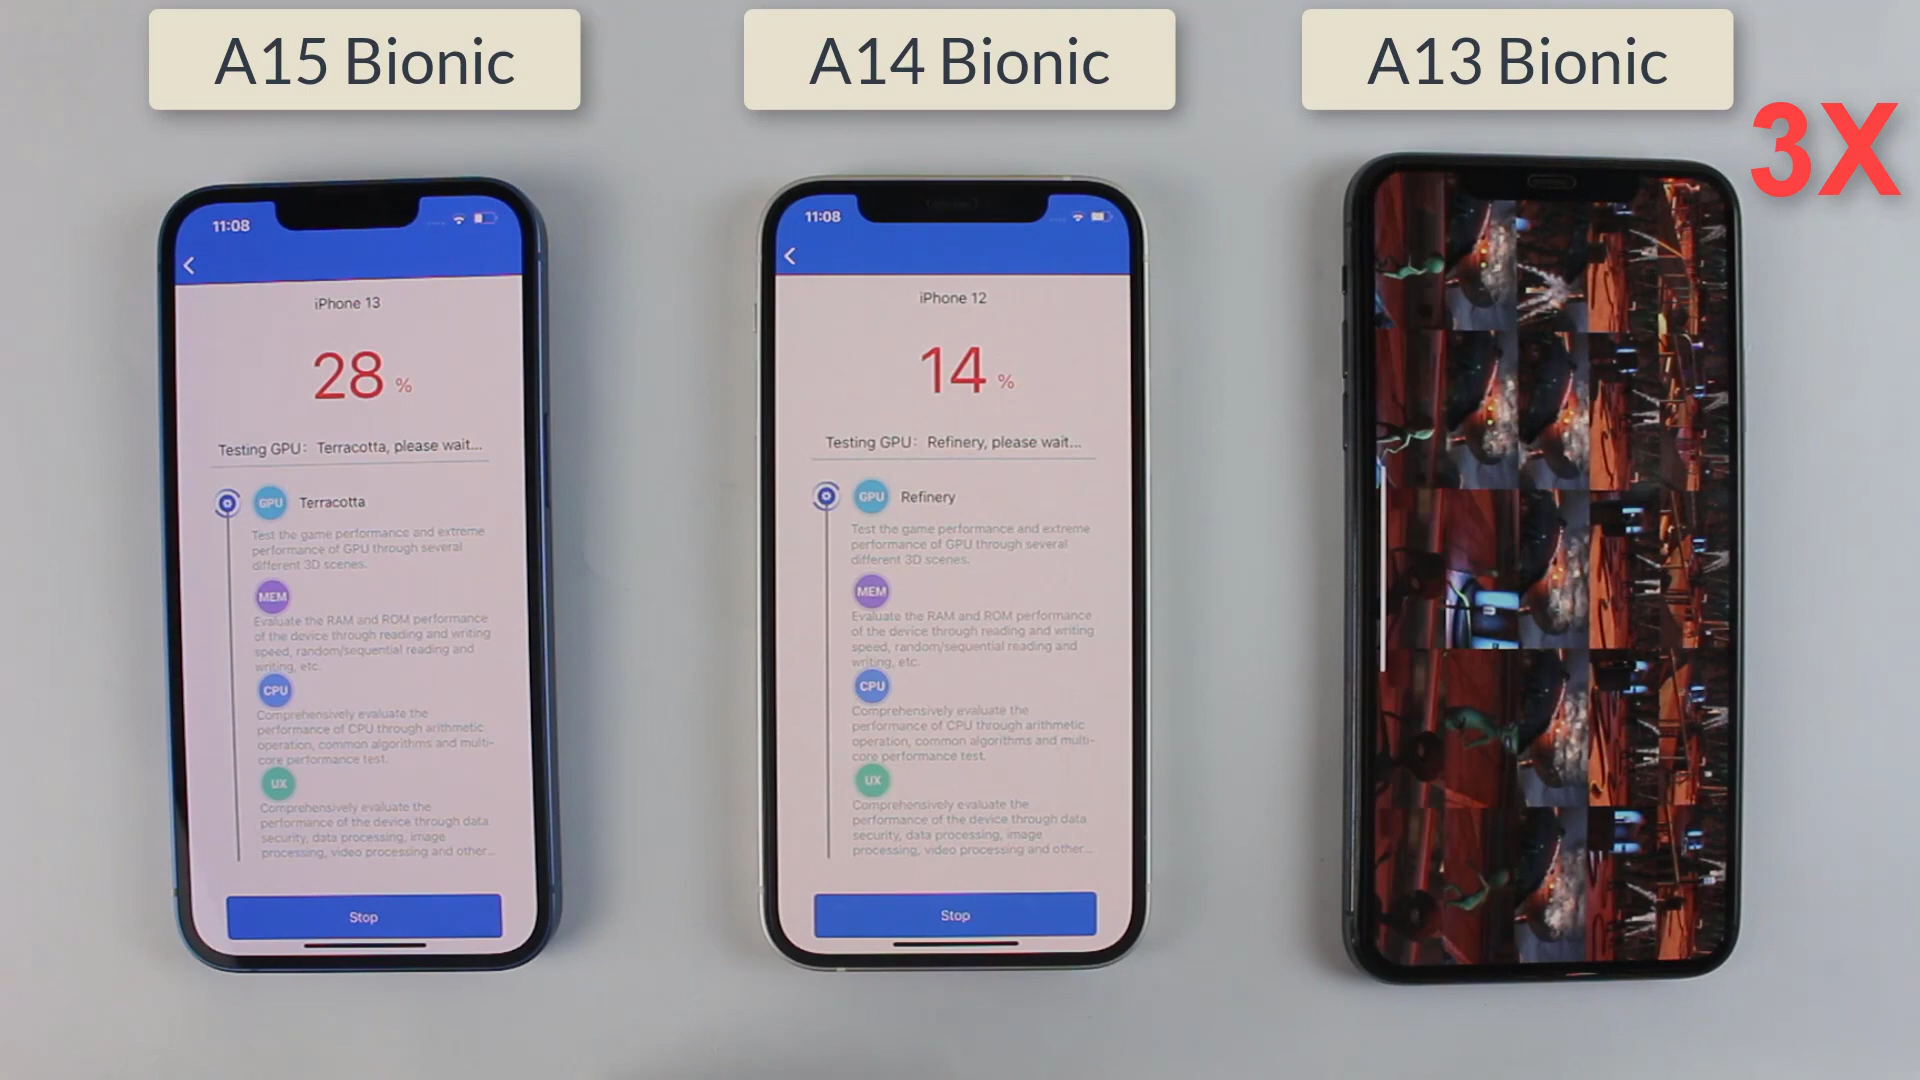 A15 Bionic
A14 Bionic
A13 Bionic
3X
11:08
iPhone 13
28 %
Testing GPU: Terracotta, please wait...
GPU Terracotta
Test the game performance and extreme
performance of GPU through several
different 3D scenes.
MEM
Evaluate the RAM and ROM performance
of the device through reading and writing
speed, random/sequential reading and
writing, etc.
CPU
Comprehensively evaluate the
performance of CPU through arithmetic
operation, common algorithms and multi-
core performance test.
UX
Comprehensively evaluate the
performance of the device through data
security, data processing, image
processing, video processing and other...
Stop
11:08
iPhone 12
14 %
Testing GPU: Refinery, please wait...
GPU Refinery
Test the game performance and extreme
performance of GPU through several
different 3D scenes.
MEM
Evaluate the RAM and ROM performance
of the device through reading and writing
speed, random/sequential reading and
writing, etc.
CPU
Comprehensively evaluate the
performance of CPU through arithmetic
operation, common algorithms and multi-
core performance test.
UX
Comprehensively evaluate the
performance of the device through data
security, data processing, image
processing, video processing and other...
Stop